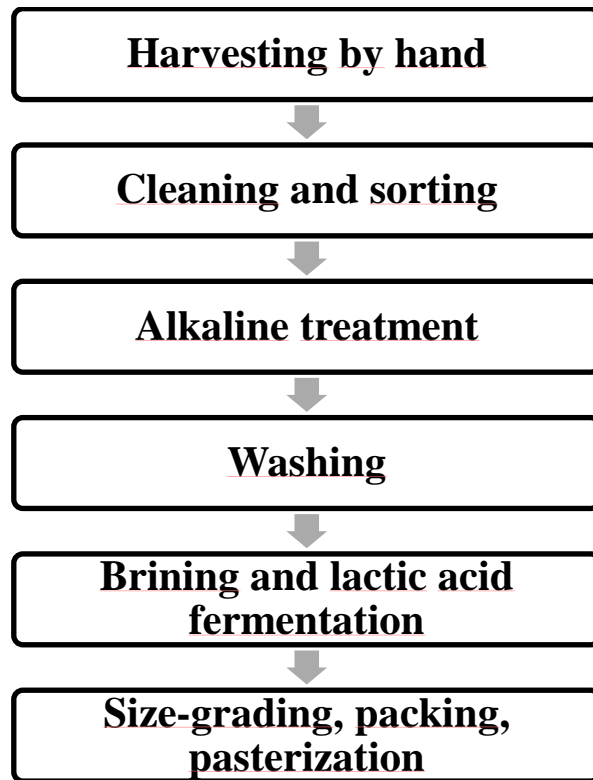 Harvesting by hand
Cleaning and sorting
Alkaline treatment
Washing
Brining and lactic acid
fermentation
Size-grading, packing,
pasterization